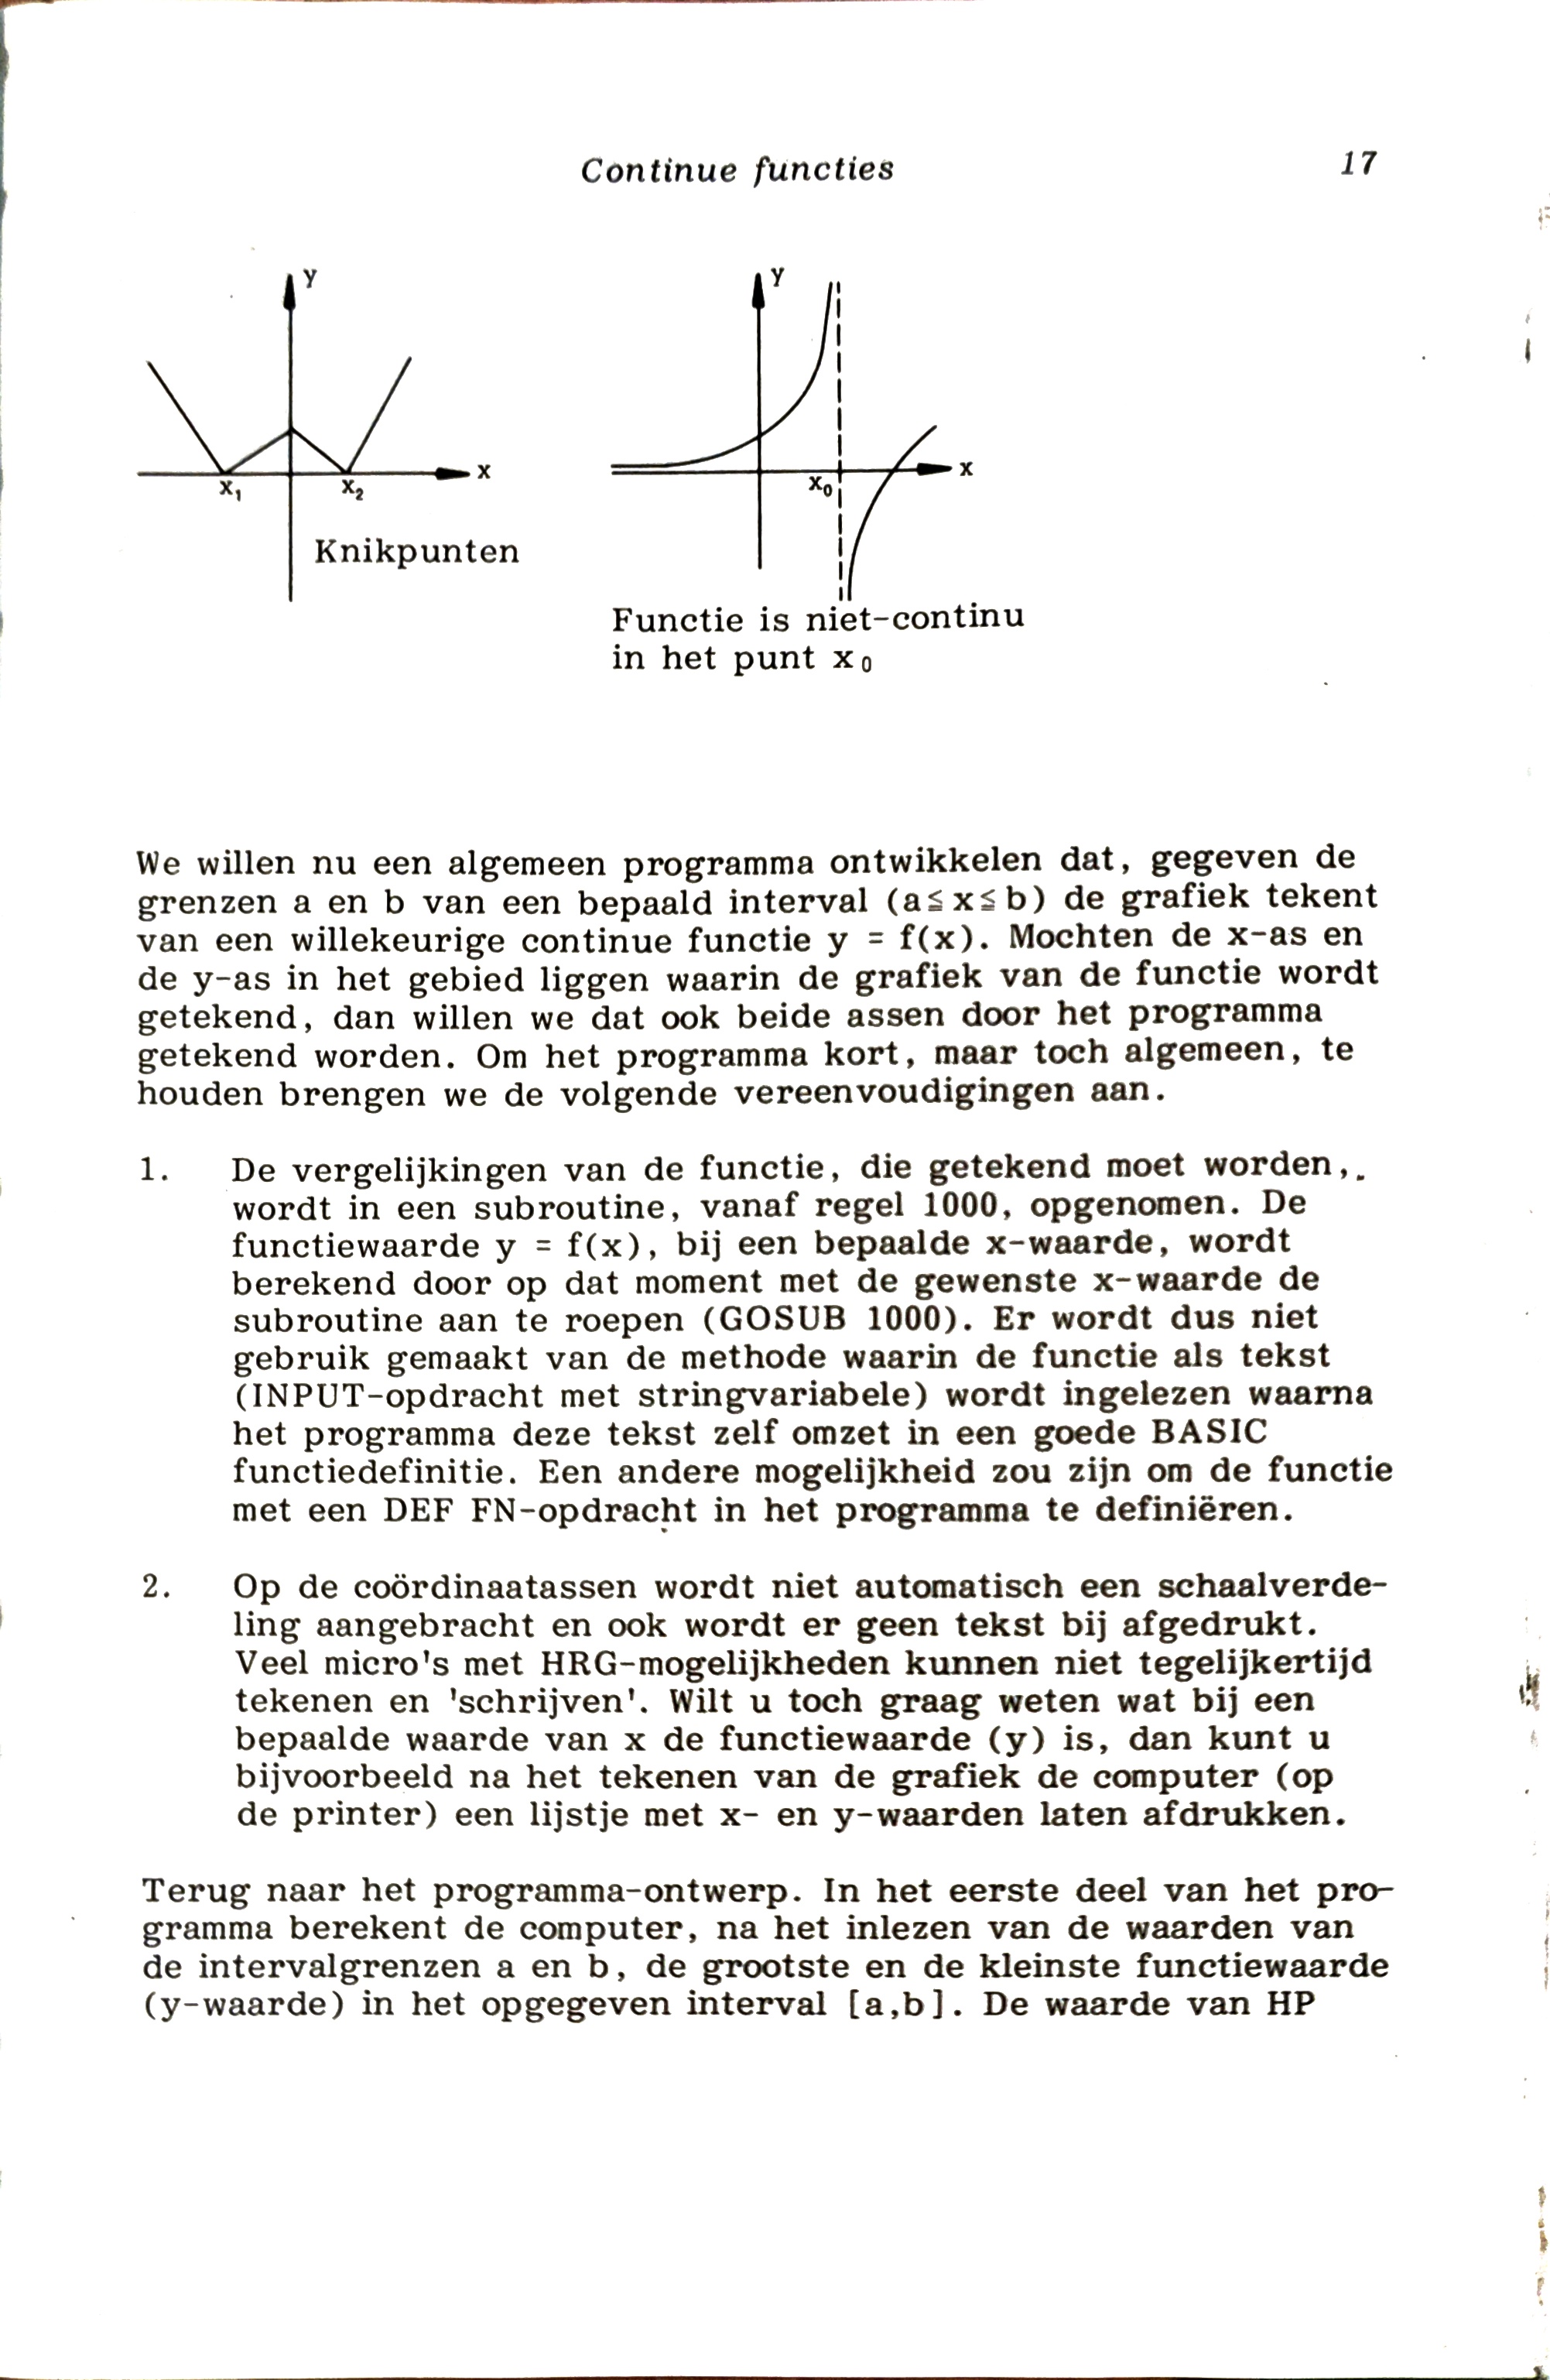 Continue functies 17
Y
X
X₁ X₂
Knikpunten
Y
X
X₀
Functie is niet-continu
in het punt x₀
We willen nu een algemeen programma ontwikkelen dat, gegeven de
grenzen a en b van een bepaald interval (a≦x≦b) de grafiek tekent
van een willekeurige continue functie y = f(x). Mochten de x-as en
de y-as in het gebied liggen waarin de grafiek van de functie wordt
getekend, dan willen we dat ook beide assen door het programma
getekend worden. Om het programma kort, maar toch algemeen, te
houden brengen we de volgende vereenvoudigingen aan.
1. De vergelijkingen van de functie, die getekend moet worden,
wordt in een subroutine, vanaf regel 1000, opgenomen. De
functiewaarde y = f(x), bij een bepaalde x-waarde, wordt
berekend door op dat moment met de gewenste x-waarde de
subroutine aan te roepen (GOSUB 1000). Er wordt dus niet
gebruik gemaakt van de methode waarin de functie als tekst
(INPUT-opdracht met stringvariabele) wordt ingelezen waarna
het programma deze tekst zelf omzet in een goede BASIC
functiedefinitie. Een andere mogelijkheid zou zijn om de functie
met een DEF FN-opdracht in het programma te definiëren.
2. Op de coördinaatassen wordt niet automatisch een schaalverde-
ling aangebracht en ook wordt er geen tekst bij afgedrukt.
Veel micro's met HRG-mogelijkheden kunnen niet tegelijkertijd
tekenen en 'schrijven'. Wilt u toch graag weten wat bij een
bepaalde waarde van x de functiewaarde (y) is, dan kunt u
bijvoorbeeld na het tekenen van de grafiek de computer (op
de printer) een lijstje met x- en y-waarden laten afdrukken.
Terug naar het programma-ontwerp. In het eerste deel van het pro-
gramma berekent de computer, na het inlezen van de waarden van
de intervalgrenzen a en b, de grootste en de kleinste functiewaarde
(y-waarde) in het opgegeven interval [a,b]. De waarde van HP